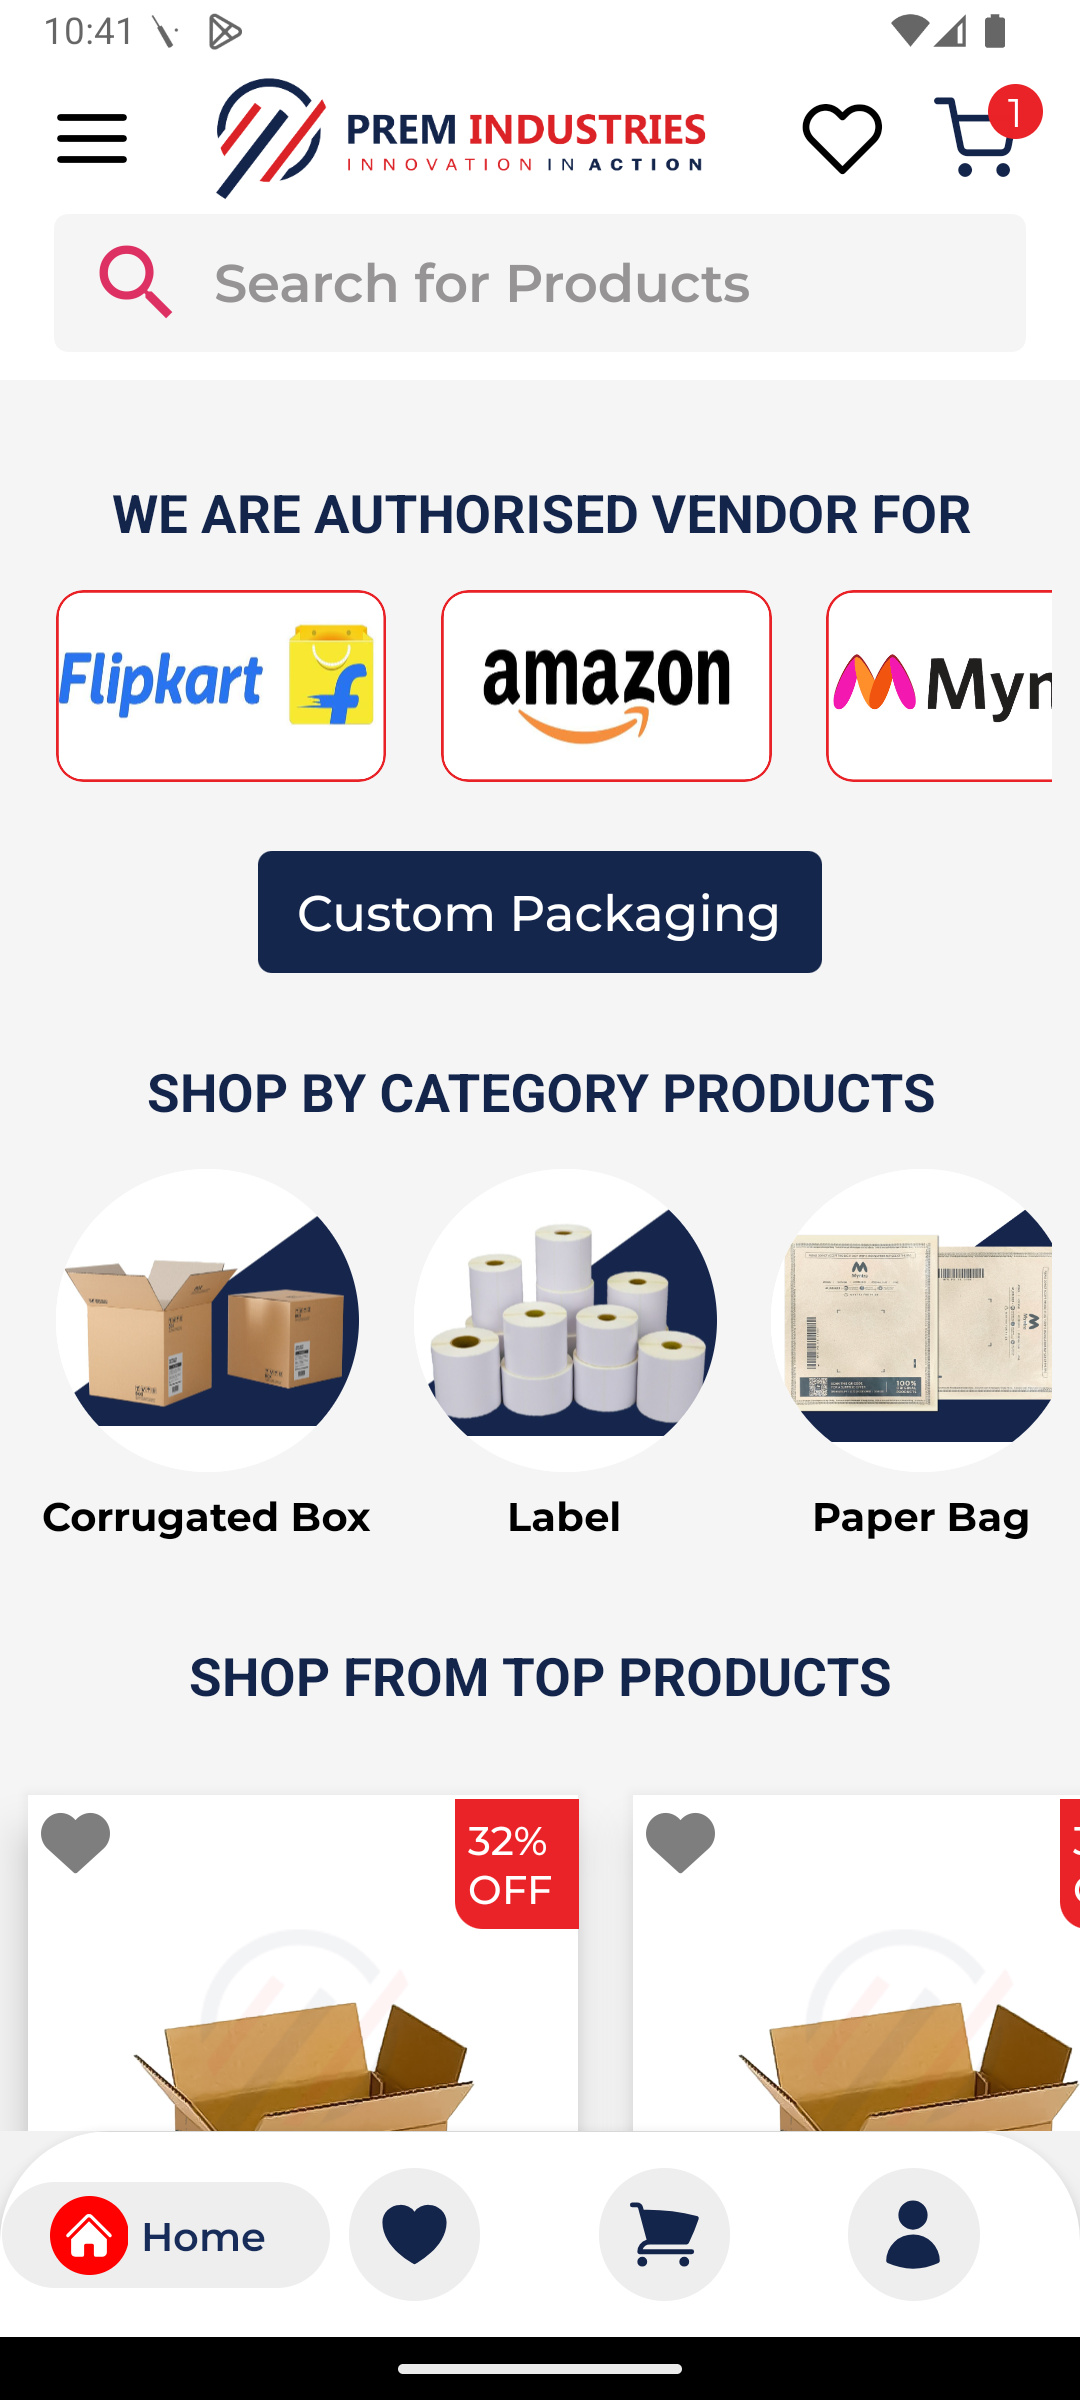 10:41
PREM INDUSTRIES
INNOVATION IN ACTION
1
Search for Products
WE ARE AUTHORISED VENDOR FOR
Flipkart
amazon
Myn
Custom Packaging
SHOP BY CATEGORY PRODUCTS
Corrugated Box
Label
Paper Bag
SHOP FROM TOP PRODUCTS
32%
OFF
Home